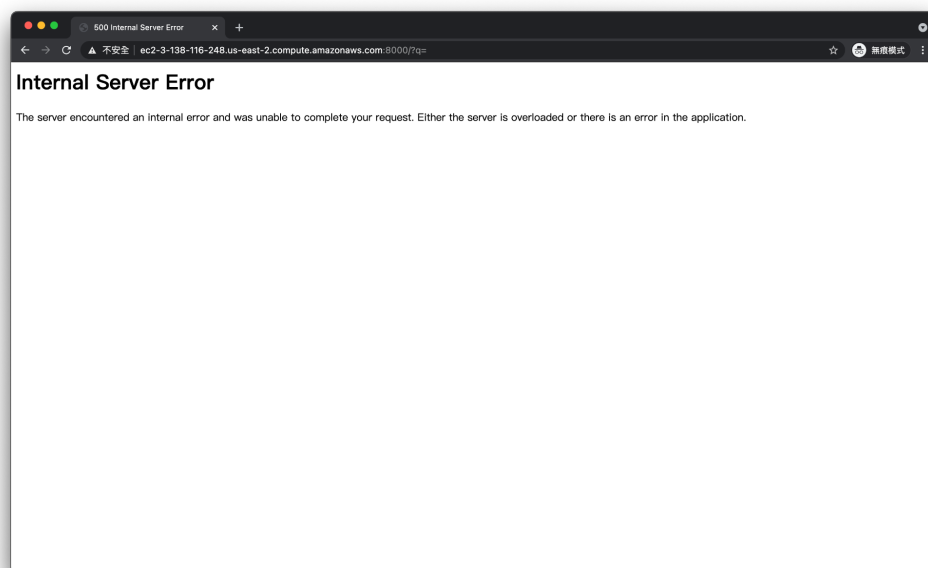 500 Internal Server Error
不安全 ec2-3-138-116-248.us-east-2.compute.amazonaws.com:8000/?q=
無痕模式
Internal Server Error
The server encountered an internal error and was unable to complete your request. Either the server is overloaded or there is an error in the application.